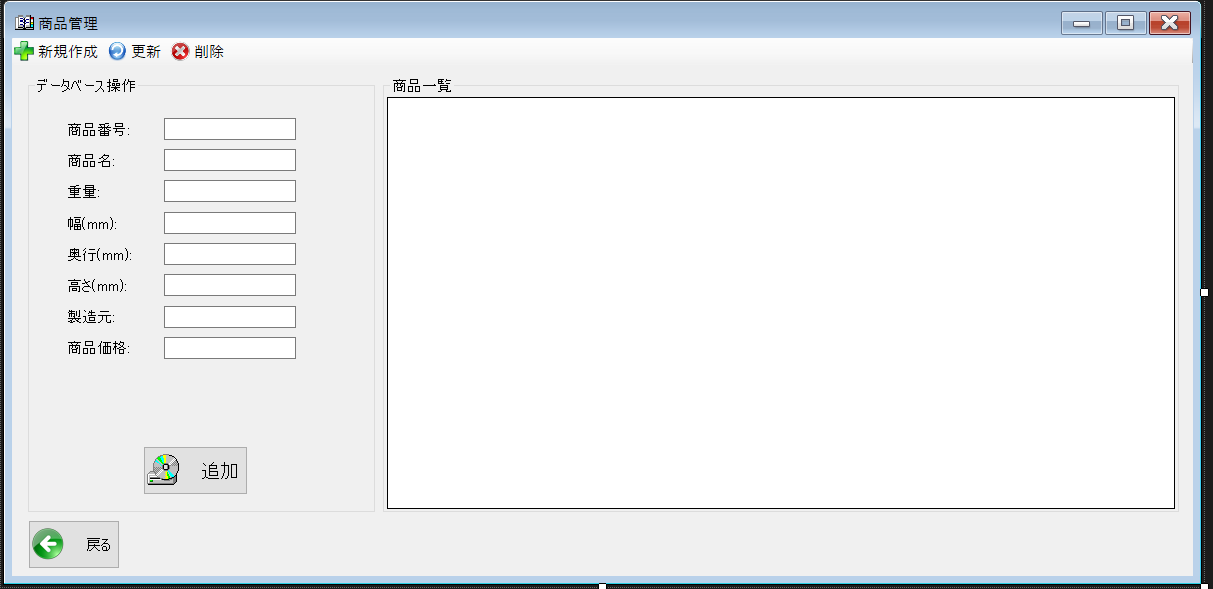 商品管理
新規作成 更新 削除
データベース操作
商品番号:
商品名:
重量:
幅(mm):
奥行(mm):
高さ(mm):
製造元:
商品価格:
追加
戻る
商品一覧